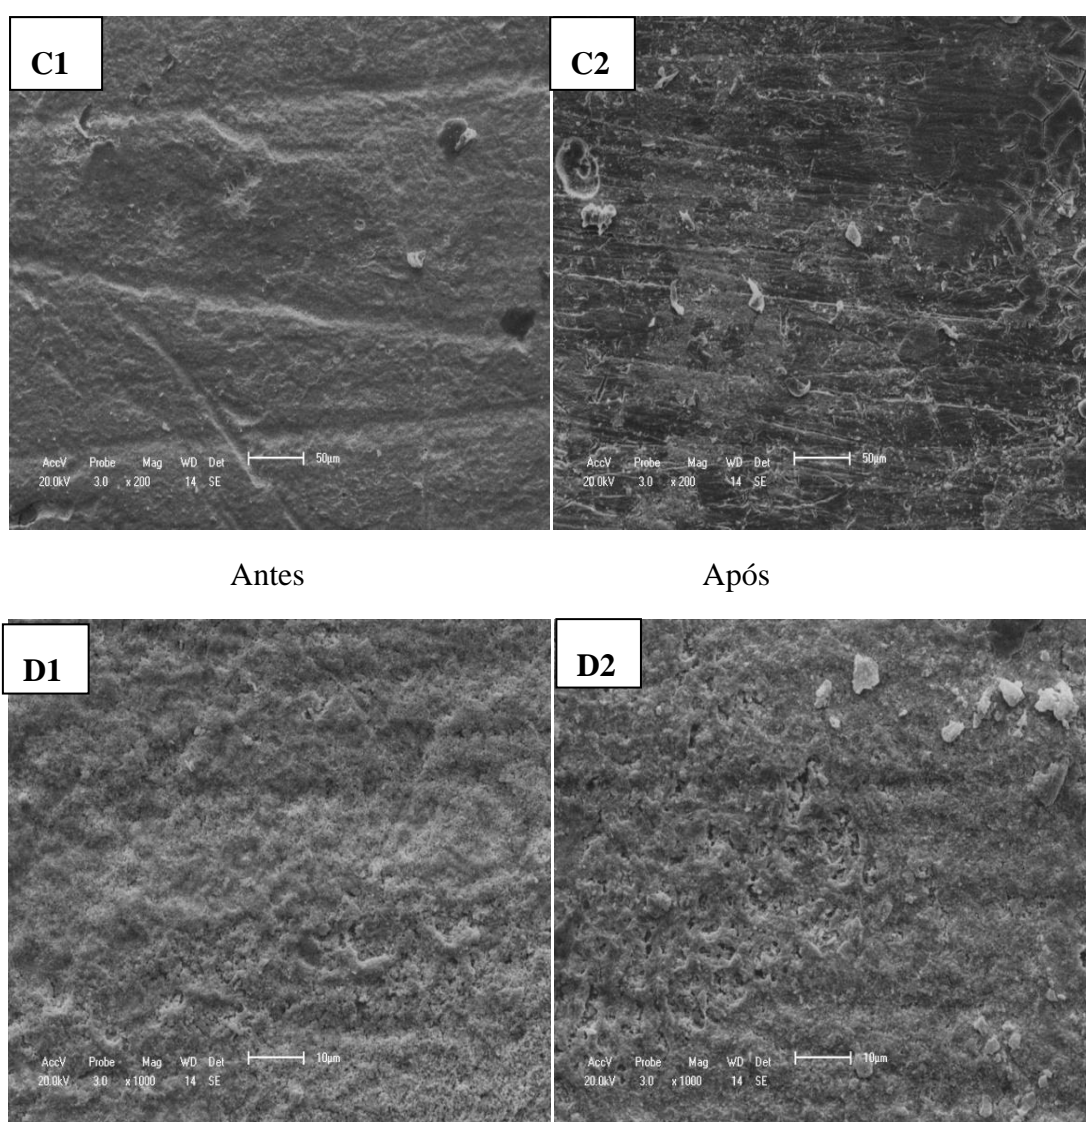 C1
C2
AccV Probe Mag WD Det 50µm
20.0kV 3.0 x 200 14 SE
AccV Probe Mag WD Det 50µm
20.0kV 3.0 x 200 14 SE
Antes Após
D1
D2
AccV Probe Mag WD Det 10µm
20.0kV 3.0 x 1000 14 SE
AccV Probe Mag WD Det 10µm
20.0kV 3.0 x 1000 14 SE